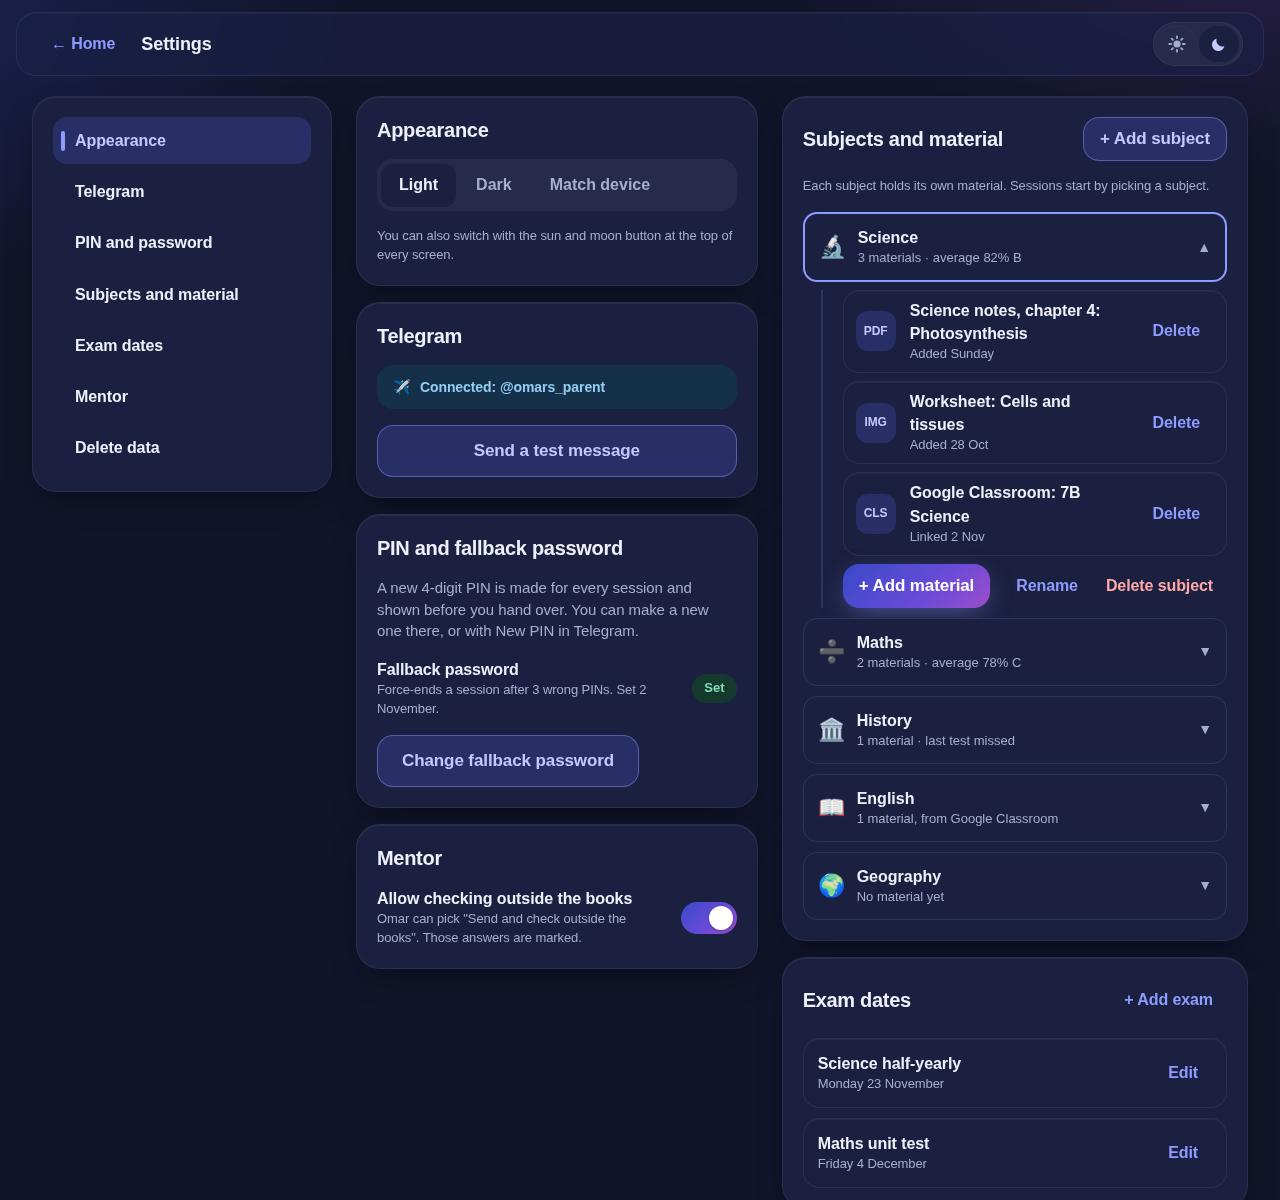 ← Home
Settings
Appearance
Telegram
PIN and password
Subjects and material
Exam dates
Mentor
Delete data
Appearance
Light
Dark
Match device
You can also switch with the sun and moon button at the top of
every screen.
Telegram
Connected: @omars_parent
Send a test message
PIN and fallback password
A new 4-digit PIN is made for every session and
shown before you hand over. You can make a new
one there, or with New PIN in Telegram.
Fallback password
Force-ends a session after 3 wrong PINs. Set 2
November.
Set
Change fallback password
Mentor
Allow checking outside the books
Omar can pick "Send and check outside the
books". Those answers are marked.
Subjects and material
+ Add subject
Each subject holds its own material. Sessions start by picking a subject.
Science
3 materials · average 82% B
PDF
Science notes, chapter 4:
Photosynthesis
Added Sunday
Delete
IMG
Worksheet: Cells and
tissues
Added 28 Oct
Delete
CLS
Google Classroom: 7B
Science
Linked 2 Nov
Delete
+ Add material
Rename
Delete subject
Maths
2 materials · average 78% C
History
1 material · last test missed
English
1 material, from Google Classroom
Geography
No material yet
Exam dates
+ Add exam
Science half-yearly
Monday 23 November
Edit
Maths unit test
Friday 4 December
Edit